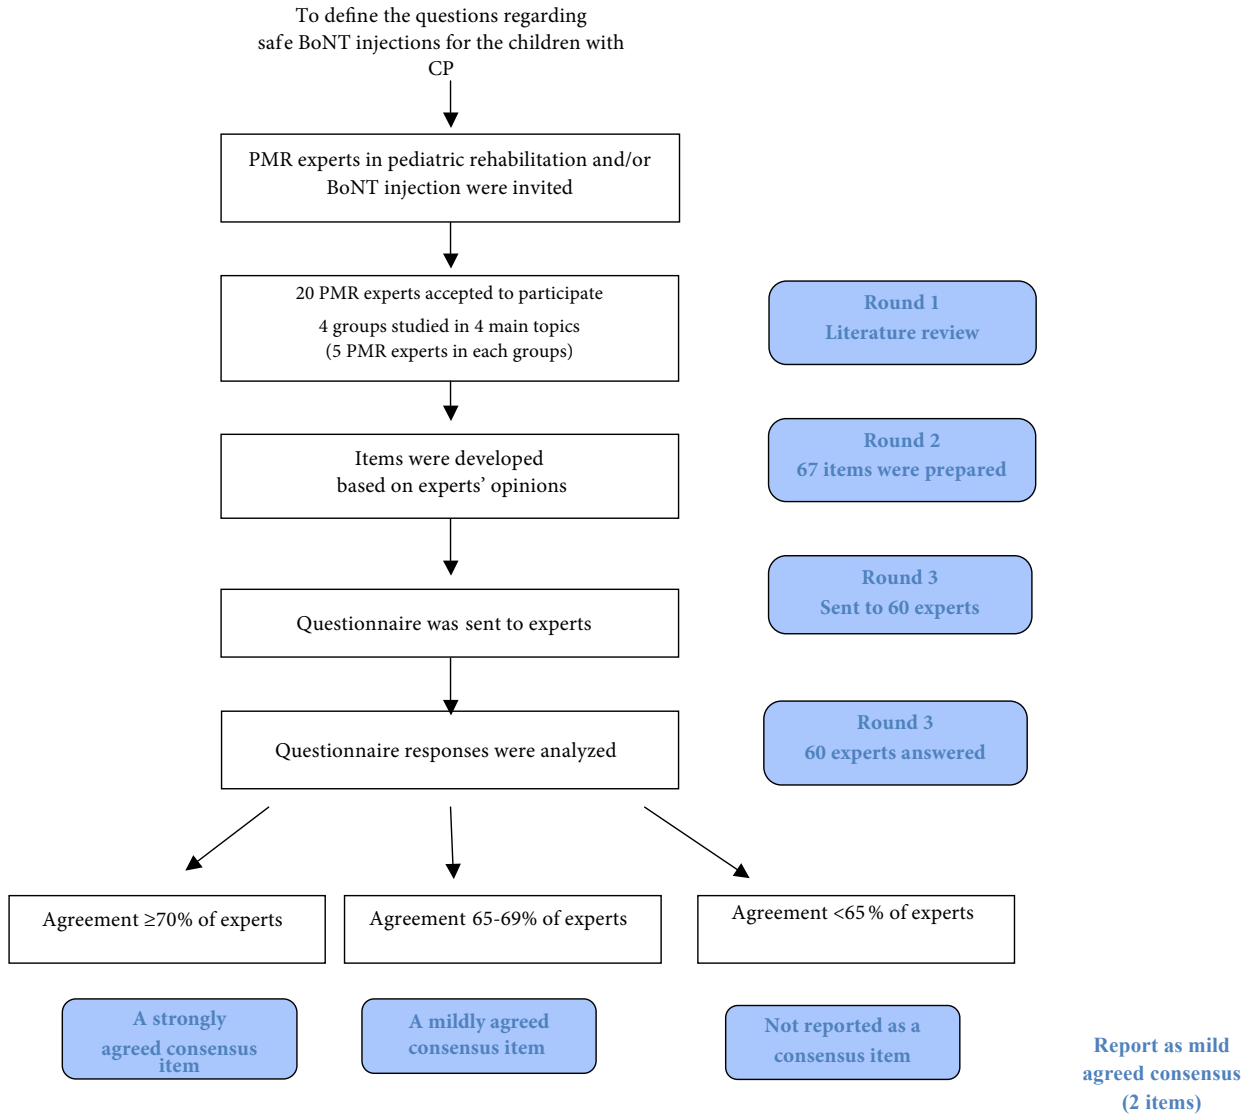 To define the questions regarding
safe BoNT injections for the children with
CP
PMR experts in pediatric rehabilitation and/or
BoNT injection were invited
20 PMR experts accepted to participate
4 groups studied in 4 main topics
(5 PMR experts in each groups)
Round 1
Literature review
Items were developed
based on experts’ opinions
Round 2
67 items were prepared
Questionnaire was sent to experts
Round 3
Sent to 60 experts
Questionnaire responses were analyzed
Round 3
60 experts answered
Agreement ≥70% of experts
Agreement 65-69% of experts
Agreement <65% of experts
A strongly
agreed consensus
item
A mildly agreed
consensus item
Not reported as a
consensus item
Report as mild
agreed consensus
(2 items)